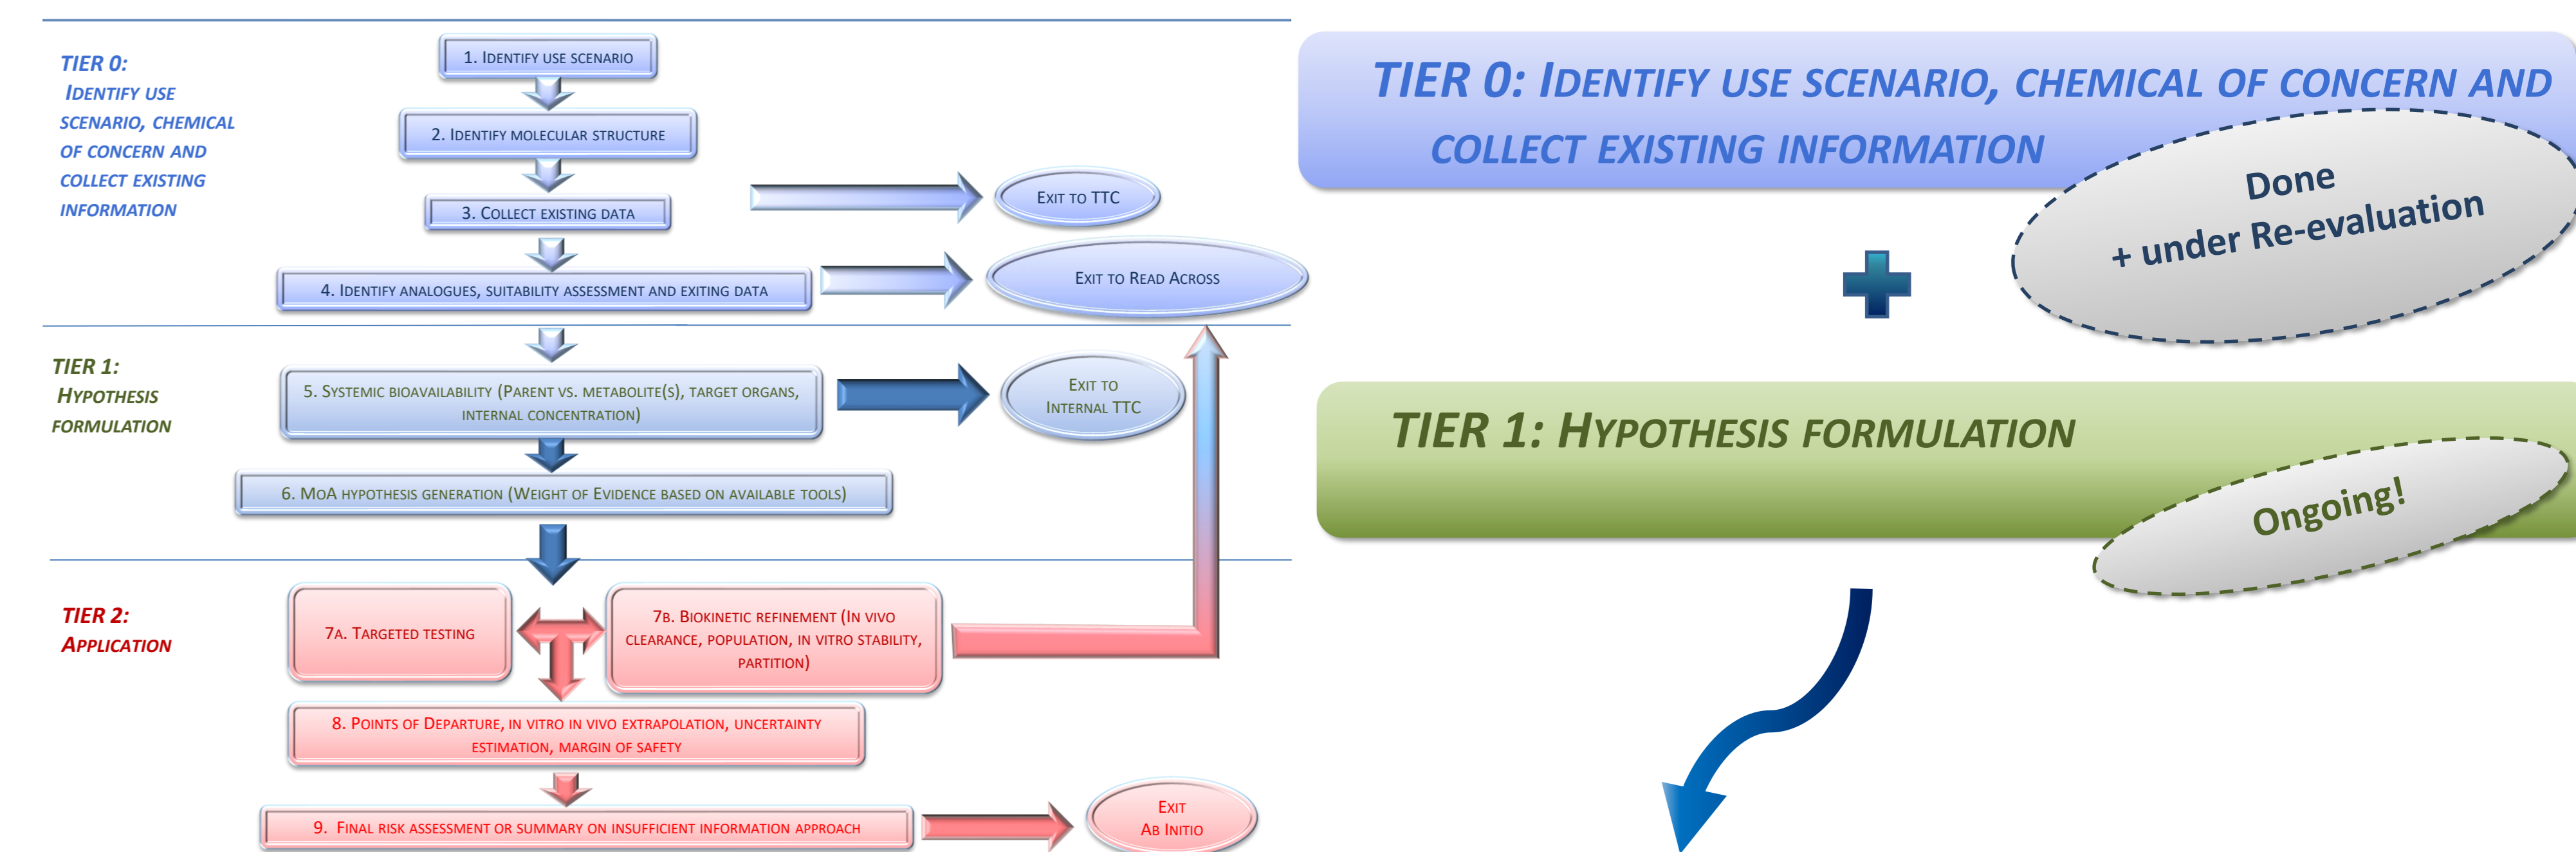 TIER 0:
IDENTIFY USE
SCENARIO, CHEMICAL
OF CONCERN AND
COLLECT EXISTING
INFORMATION
1. IDENTIFY USE SCENARIO
2. IDENTIFY MOLECULAR STRUCTURE
3. COLLECT EXISTING DATA
EXIT TO TTC
4. IDENTIFY ANALOGUES, SUITABILITY ASSESSMENT AND EXITING DATA
EXIT TO READ ACROSS
TIER 1:
HYPOTHESIS
FORMULATION
5. SYSTEMIC BIOAVAILABILITY (PARENT VS. METABOLITE(S), TARGET ORGANS,
INTERNAL CONCENTRATION)
EXIT TO
INTERNAL TTC
6. MOA HYPOTHESIS GENERATION (WEIGHT OF EVIDENCE BASED ON AVAILABLE TOOLS)
TIER 2:
APPLICATION
7A. TARGETED TESTING
7B. BIOKINETIC REFINEMENT (IN VIVO
CLEARANCE, POPULATION, IN VITRO STABILITY,
PARTITION)
8. POINTS OF DEPARTURE, IN VITRO IN VIVO EXTRAPOLATION, UNCERTAINTY
ESTIMATION, MARGIN OF SAFETY
9. FINAL RISK ASSESSMENT OR SUMMARY ON INSUFFICIENT INFORMATION APPROACH
EXIT
AB INITIO
TIER 0: IDENTIFY USE SCENARIO, CHEMICAL OF CONCERN AND
COLLECT EXISTING INFORMATION
Done
+ under Re-evaluation
TIER 1: HYPOTHESIS FORMULATION
Ongoing!